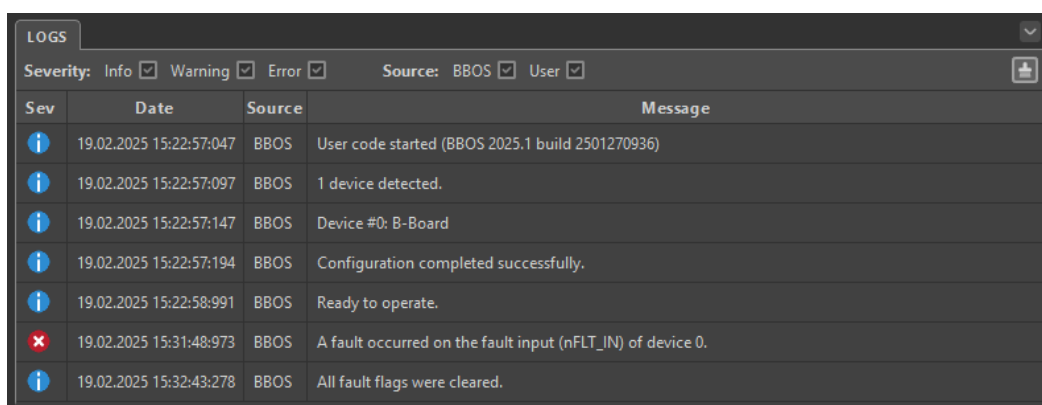 LOGS
Severity: Info Warning Error Source: BBOS User
Sev Date Source Message
19.02.2025 15:22:57:047 BBOS User code started (BBOS 2025.1 build 2501270936)
19.02.2025 15:22:57:097 BBOS 1 device detected.
19.02.2025 15:22:57:147 BBOS Device #0: B-Board
19.02.2025 15:22:57:194 BBOS Configuration completed successfully.
19.02.2025 15:22:58:991 BBOS Ready to operate.
19.02.2025 15:31:48:973 BBOS A fault occurred on the fault input (nFLT_IN) of device 0.
19.02.2025 15:32:43:278 BBOS All fault flags were cleared.